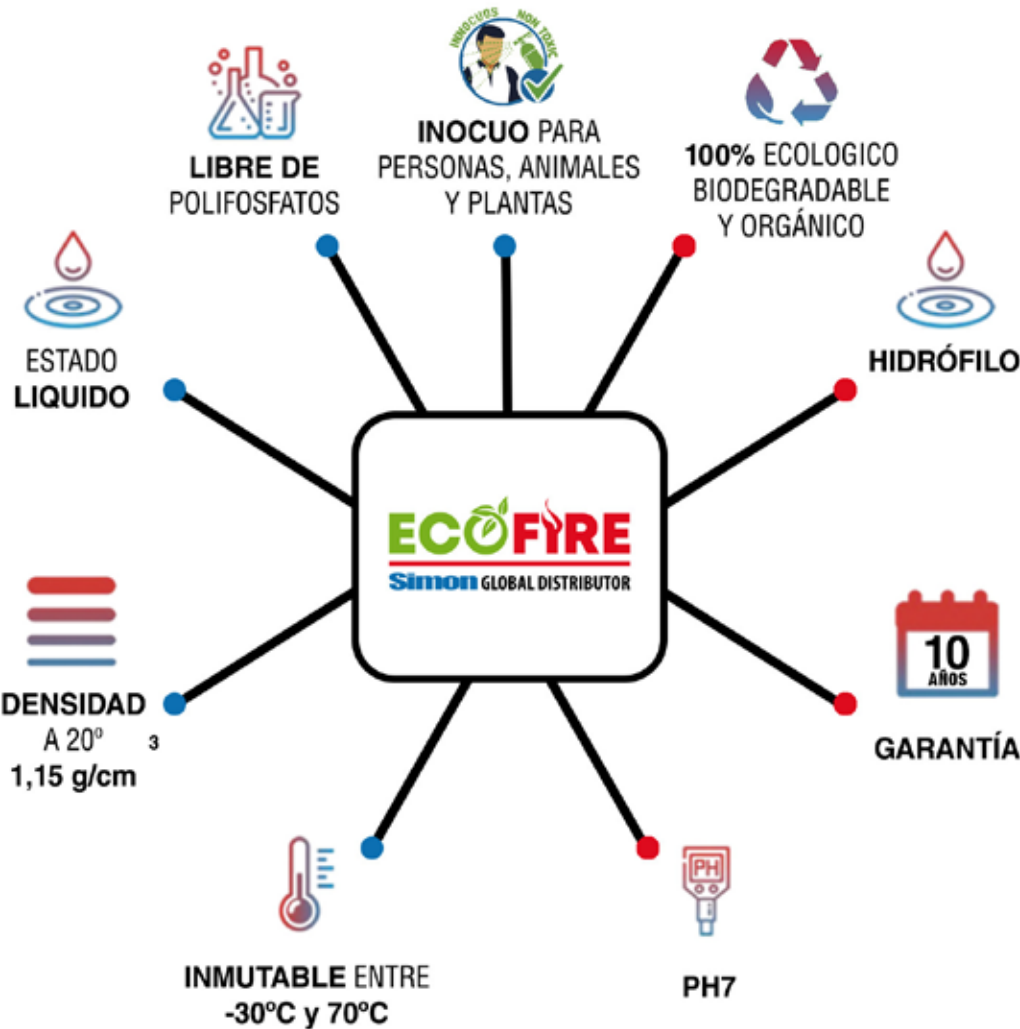 INNOCUOS NON TOXIC
LIBRE DE
POLIFOSFATOS
INOCUO PARA
PERSONAS, ANIMALES
Y PLANTAS
100% ECOLOGICO
BIODEGRADABLE
Y ORGÁNICO
ESTADO
LIQUIDO
HIDRÓFILO
ECOFIRE
Simon GLOBAL DISTRIBUTOR
DENSIDAD
A 20º 3
1,15 g/cm
10
AÑOS
GARANTÍA
INMUTABLE ENTRE
-30ºC y 70ºC
PH
PH7